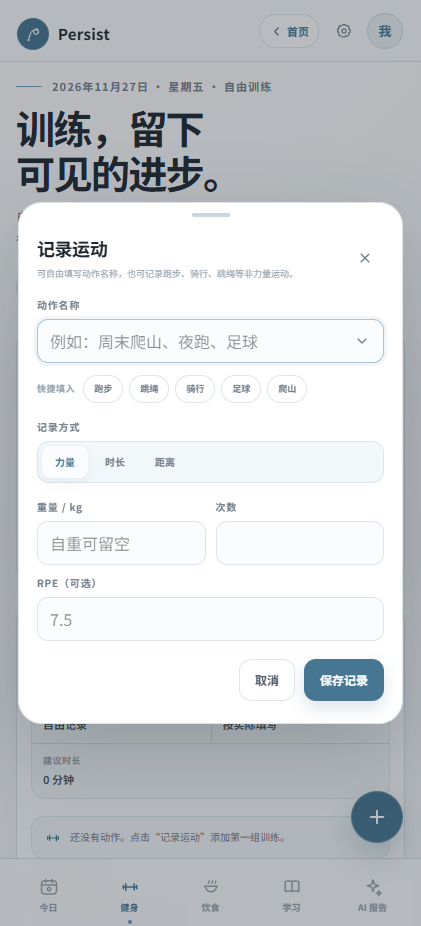 Persist
首页
我
2026年11月27日 · 星期五 · 自由训练
训练，留下
可见的进步。
记录运动
可自由填写动作名称，也可记录跑步、骑行、跳绳等非力量运动。
动作名称
例如：周末爬山、夜跑、足球
快捷填入 跑步 跳绳 骑行 足球 爬山
记录方式
力量 时长 距离
重量 / kg 次数
自重可留空
RPE（可选）
7.5
取消 保存记录
自由记录 按实际填写
建议时长
0 分钟
还没有动作。点击“记录运动”添加第一组训练。
今日 健身 饮食 学习 AI 报告